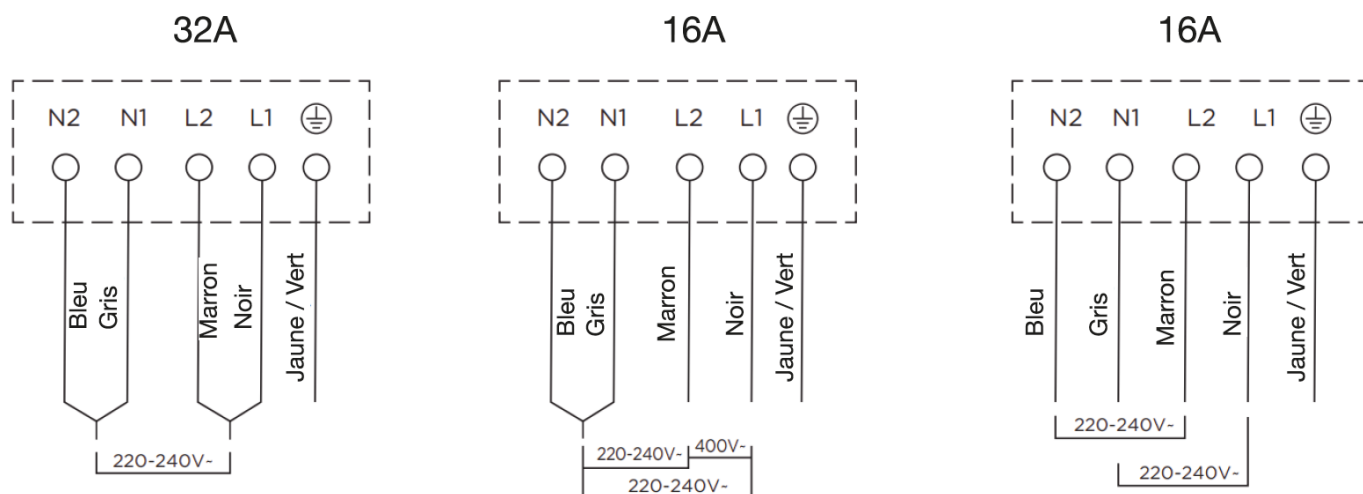 32A
N2 N1 L2 L1
Bleu
Gris
Marron
Noir
Jaune / Vert
220-240V~
16A
N2 N1 L2 L1
Bleu
Gris
Marron
Noir
Jaune / Vert
220-240V~ 400V~
220-240V~
16A
N2 N1 L2 L1
Bleu
Gris
Marron
Noir
Jaune / Vert
220-240V~
220-240V~